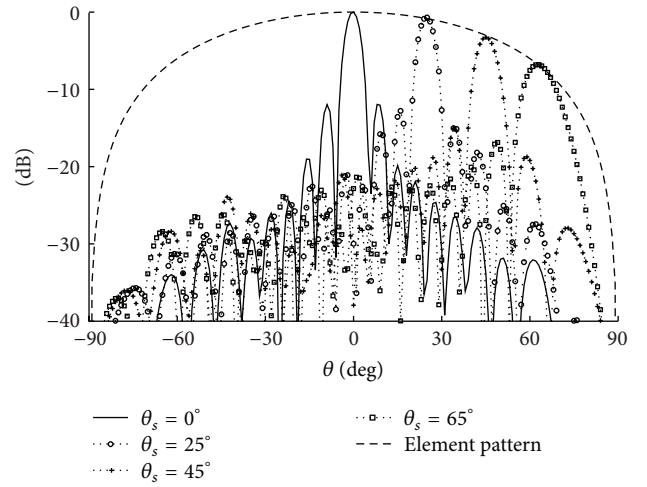 0
−10
−20
−30
−40
(dB)
−90
−60
−30
0
30
60
90
θ (deg)
θs = 0°
θs = 25°
θs = 45°
θs = 65°
Element pattern